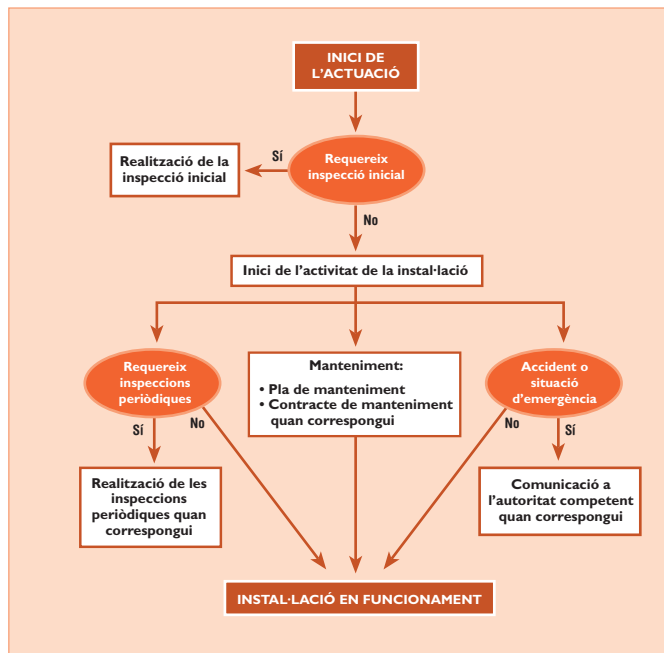 INICI DE
L'ACTUACIÓ
Sí
Requereix
inspecció inicial
Realització de la
inspecció inicial
No
Inici de l'activitat de la instal·lació
Requereix
inspeccions
periòdiques
Manteniment:
• Pla de manteniment
• Contracte de manteniment
quan correspongui
Accident o
situació
d'emergència
Sí
No
No
Sí
Realització de les
inspeccions
periòdiques quan
correspongui
Comunicació a
l'autoritat competent
quan correspongui
INSTAL·LACIÓ EN FUNCIONAMENT